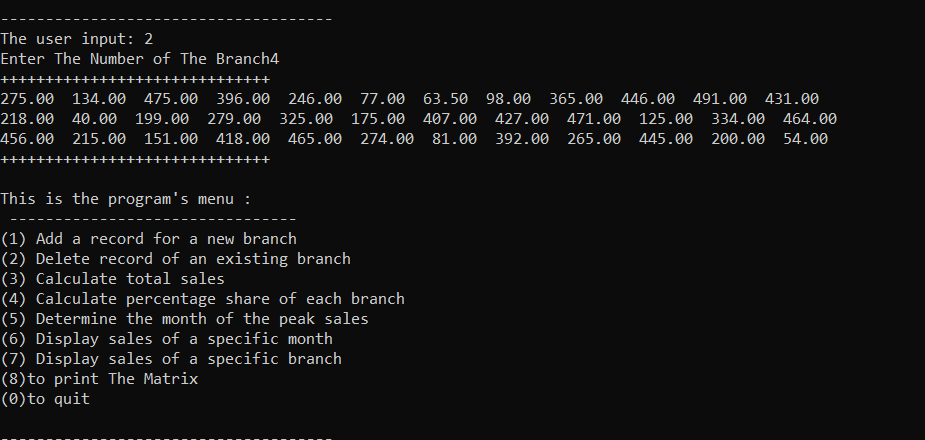 -------------------------------------
The user input: 2
Enter The Number of The Branch4
++++++++++++++++++++++++++++++
275.00  134.00  475.00  396.00  246.00  77.00  63.50  98.00  365.00  446.00  491.00  431.00
218.00  40.00  199.00  279.00  325.00  175.00  407.00  427.00  471.00  125.00  334.00  464.00
456.00  215.00  151.00  418.00  465.00  274.00  81.00  392.00  265.00  445.00  200.00  54.00
++++++++++++++++++++++++++++++
This is the program's menu :
 --------------------------------
(1) Add a record for a new branch
(2) Delete record of an existing branch
(3) Calculate total sales
(4) Calculate percentage share of each branch
(5) Determine the month of the peak sales
(6) Display sales of a specific month
(7) Display sales of a specific branch
(8)to print The Matrix
(0)to quit
-------------------------------------